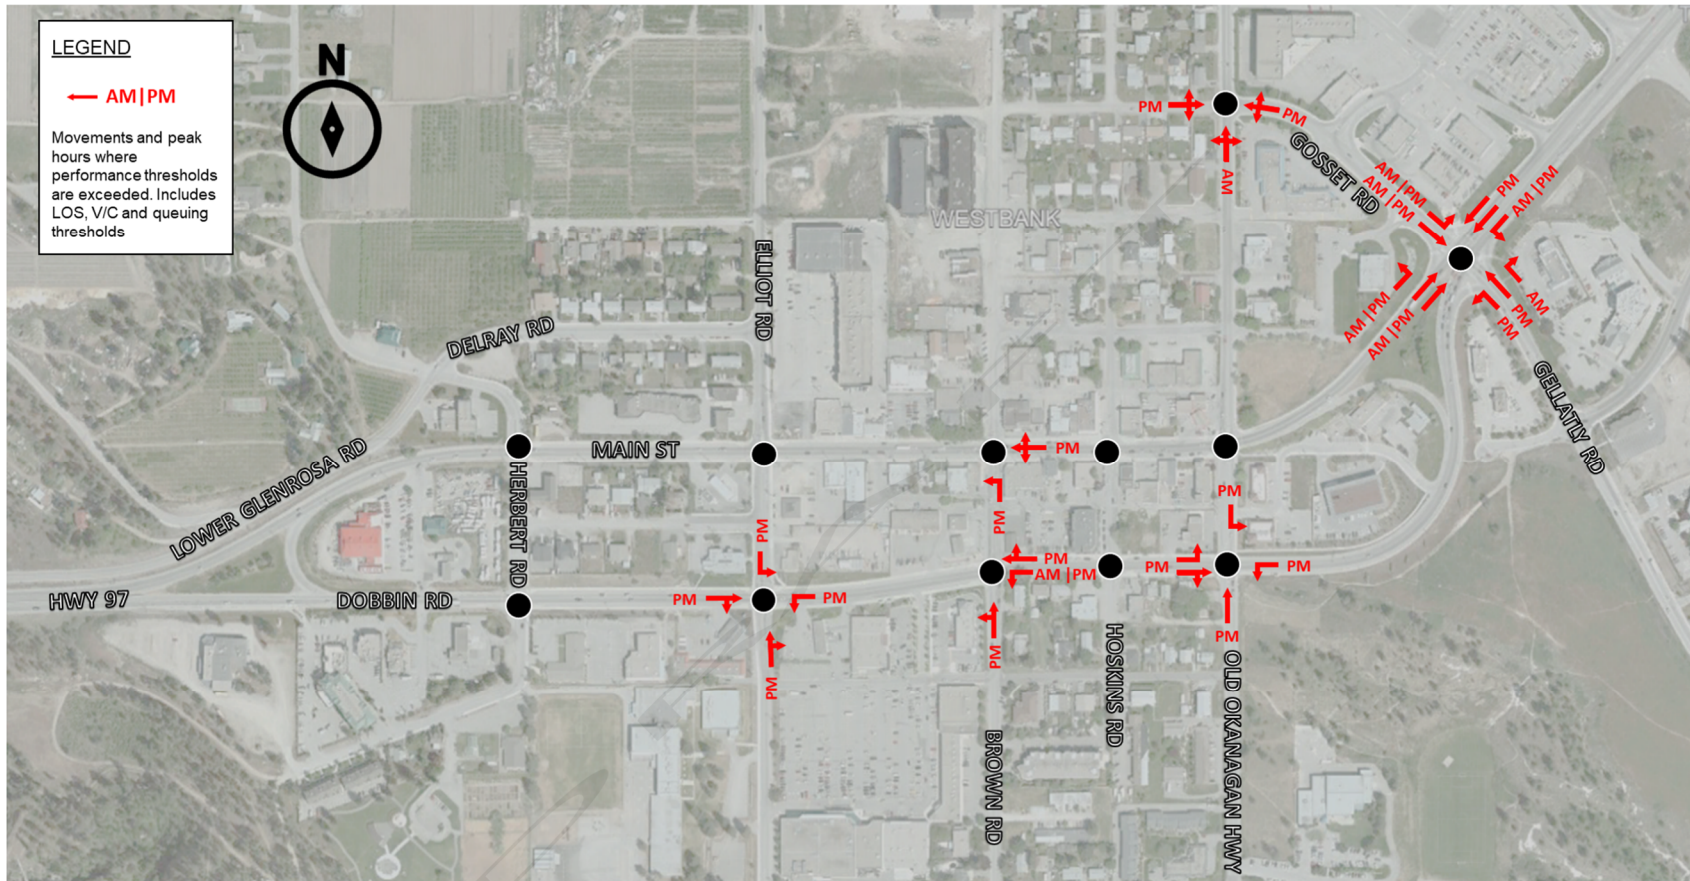 LEGEND
AM|PM
Movements and peak
hours where
performance thresholds
are exceeded. Includes
LOS, V/C and queuing
thresholds
N
PM
PM
AM
GOSSET RD
AM|PM
AM|PM
PM
AM|PM
WESTBANK
ELLIOT RD
AM|PM
AM|PM
AM
PM
PM
DELRAY RD
GELLATLY RD
MAIN ST
PM
LOWER GLENROSA RD
HERBERT RD
PM
PM
PM
PM
AM|PM
PM
PM
HWY 97
DOBBIN RD
PM
PM
PM
PM
PM
HOSKINS RD
OLD OKANAGAN HWY
BROWN RD